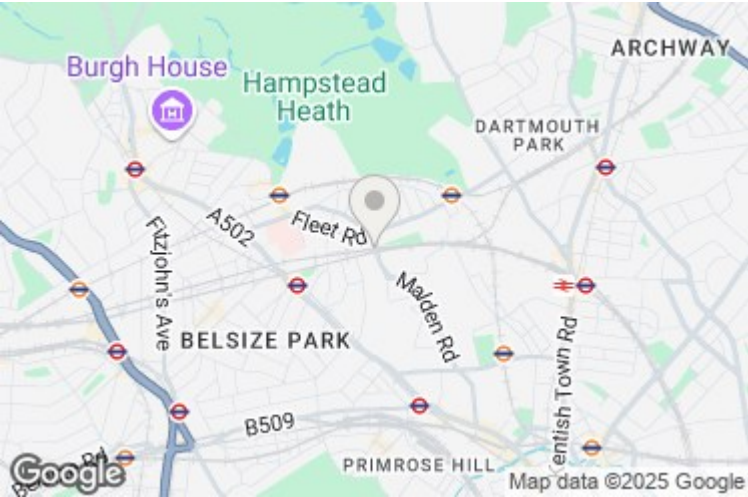 ARCHWAY
Burgh House
Hampstead
Heath
DARTMOUTH
PARK
Fleet Rd
A502
Fitzjohn's Ave
Malden Rd
BELSIZE PARK
entish Town Rd
B509
PRIMROSE HILL
Google
Map data ©2025 Google